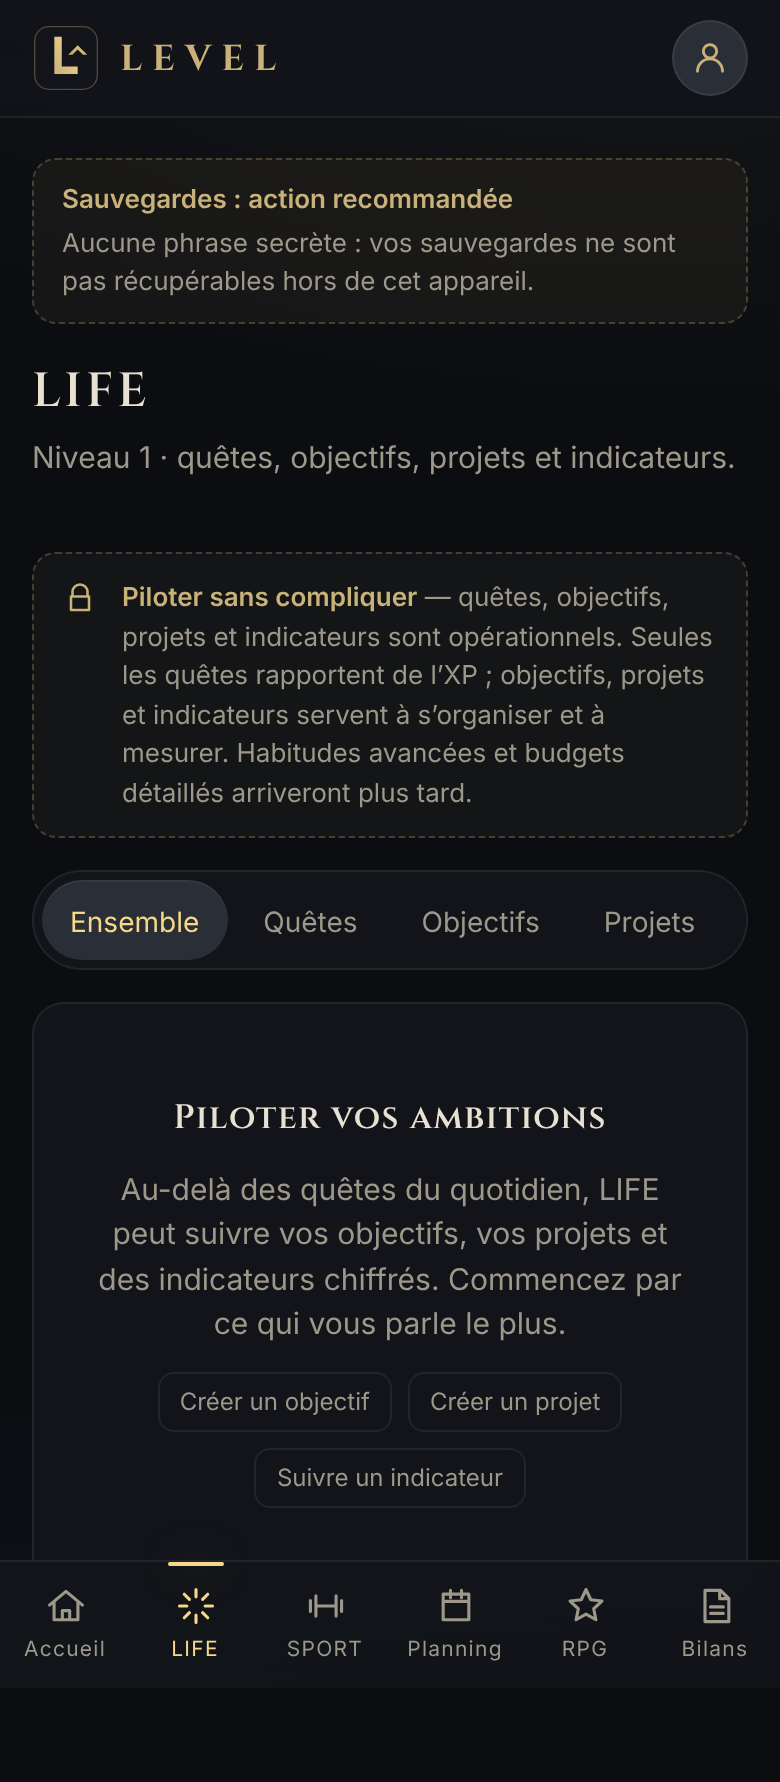 LEVEL
Sauvegardes : action recommandée
Aucune phrase secrète : vos sauvegardes ne sont
pas récupérables hors de cet appareil.
LIFE
Niveau 1 · quêtes, objectifs, projets et indicateurs.
Piloter sans compliquer — quêtes, objectifs,
projets et indicateurs sont opérationnels. Seules
les quêtes rapportent de l’XP ; objectifs, projets
et indicateurs servent à s’organiser et à
mesurer. Habitudes avancées et budgets
détaillés arriveront plus tard.
Ensemble Quêtes Objectifs Projets
Piloter vos ambitions
Au-delà des quêtes du quotidien, LIFE
peut suivre vos objectifs, vos projets et
des indicateurs chiffrés. Commencez par
ce qui vous parle le plus.
Créer un objectif Créer un projet
Suivre un indicateur
Accueil LIFE SPORT Planning RPG Bilans